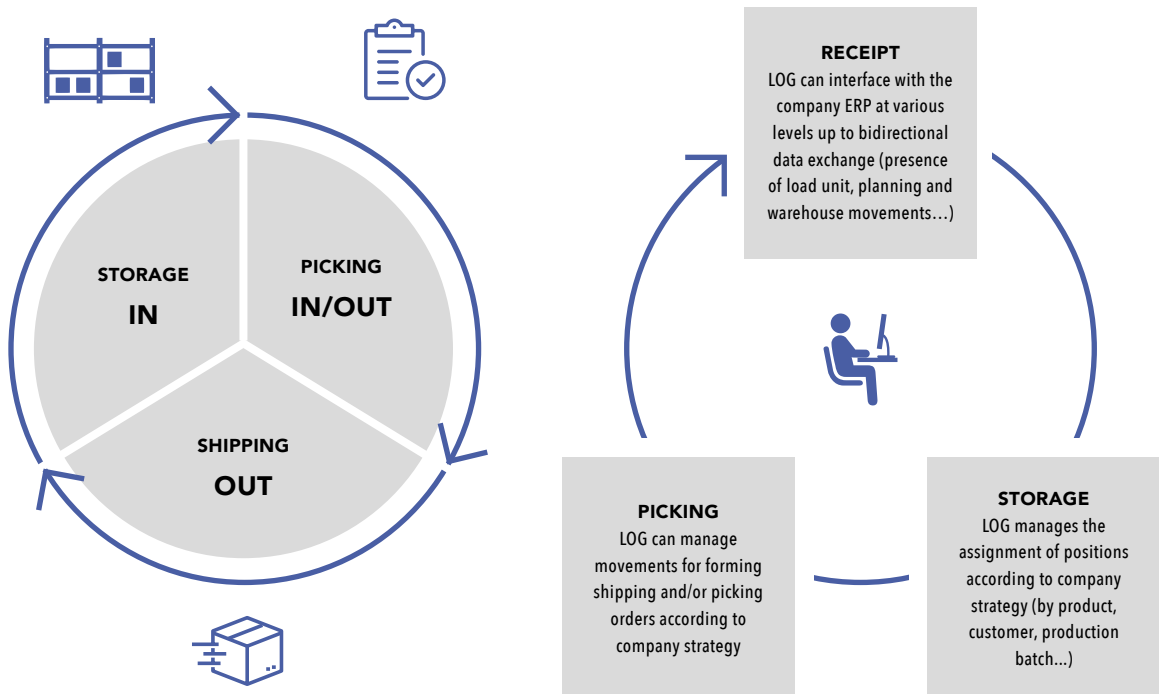 STORAGE
IN
PICKING
IN/OUT
SHIPPING
OUT
RECEIPT
LOG can interface with the
company ERP at various
levels up to bidirectional
data exchange (presence
of load unit, planning and
warehouse movements…)
PICKING
LOG can manage
movements for forming
shipping and/or picking
orders according to
company strategy
STORAGE
LOG manages the
assignment of positions
according to company
strategy (by product,
customer, production
batch...)